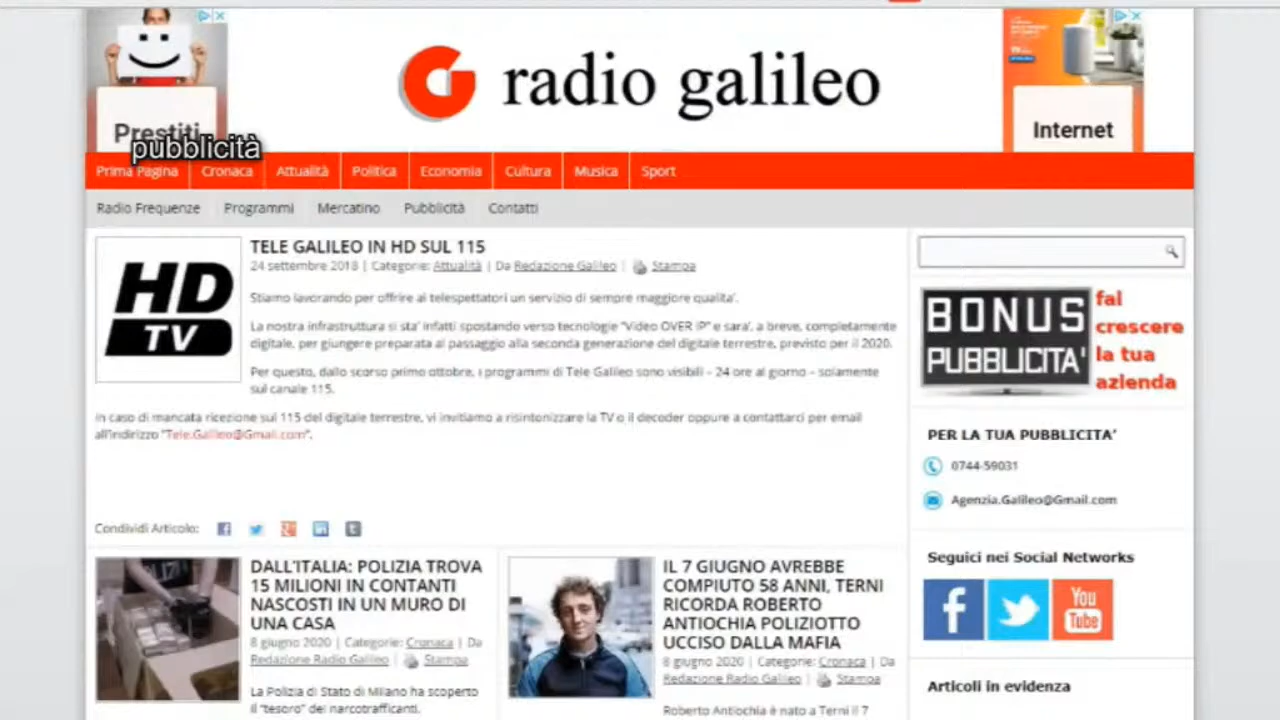 Prestiti
pubblicità
radio galileo
Internet
Prima Pagina Cronaca Attualità Politica Economia Cultura Musica Sport
Radio Frequenze Programmi Mercatino Pubblicità Contatti
HD
TV
TELE GALILEO IN HD SUL 115
24 settembre 2018 | Categorie: Attualità | Da Redazione Galileo | Stampa
Stiamo lavorando per offrire ai telespettatori un servizio di sempre maggiore qualita'.
La nostra infrastruttura si sta' infatti spostando verso tecnologie "Video OVER IP" e sara', a breve, completamente
digitale, per giungere preparata al passaggio alla seconda generazione del digitale terrestre, previsto per il 2020.
Per questo, dallo scorso primo ottobre, i programmi di Tele Galileo sono visibili – 24 ore al giorno – solamente
sul canale 115.
In caso di mancata ricezione sul 115 del digitale terrestre, vi invitiamo a risintonizzare la TV o il decoder oppure a contattarci per email
all'indirizzo "Tele.Galileo@Gmail.com".
Condividi Articolo:
DALL'ITALIA: POLIZIA TROVA
15 MILIONI IN CONTANTI
NASCOSTI IN UN MURO DI
UNA CASA
8 giugno 2020 | Categorie: Cronaca | Da
Redazione Radio Galileo | Stampa
La Polizia di Stato di Milano ha scoperto
il "tesoro" dei narcotrafficanti.
IL 7 GIUGNO AVREBBE
COMPIUTO 58 ANNI, TERNI
RICORDA ROBERTO
ANTIOCHIA POLIZIOTTO
UCCISO DALLA MAFIA
8 giugno 2020 | Categorie: Cronaca | Da
Redazione Radio Galileo | Stampa
Roberto Antiochia è nato a Terni il 7
BONUS
PUBBLICITA'
fai
crescere
la tua
azienda
PER LA TUA PUBBLICITA'
0744-59031
Agenzia.Galileo@Gmail.com
Seguici nei Social Networks
You
Tube
Articoli in evidenza